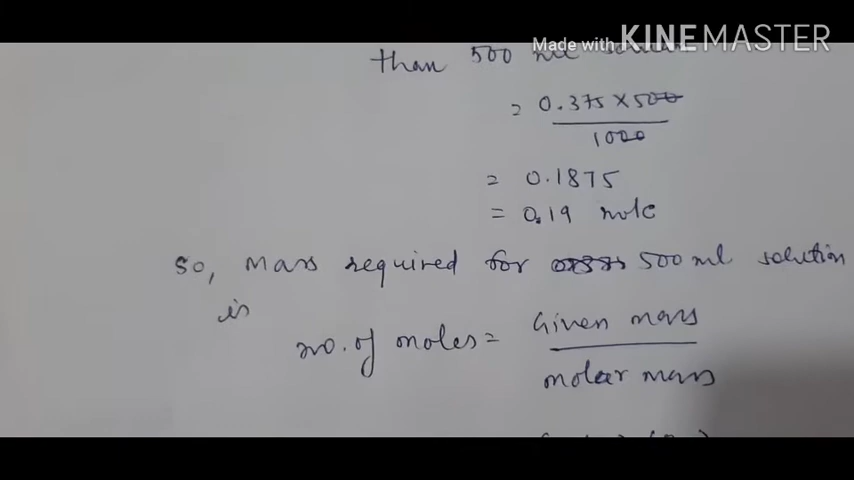 Made with KINEMASTER
than 500 ml
= 0.375 × 500
1000
= 0.1875
= 0.19 mole
So, Mass required for 500 ml solution
is
no. of moles = Given mass
molar mass